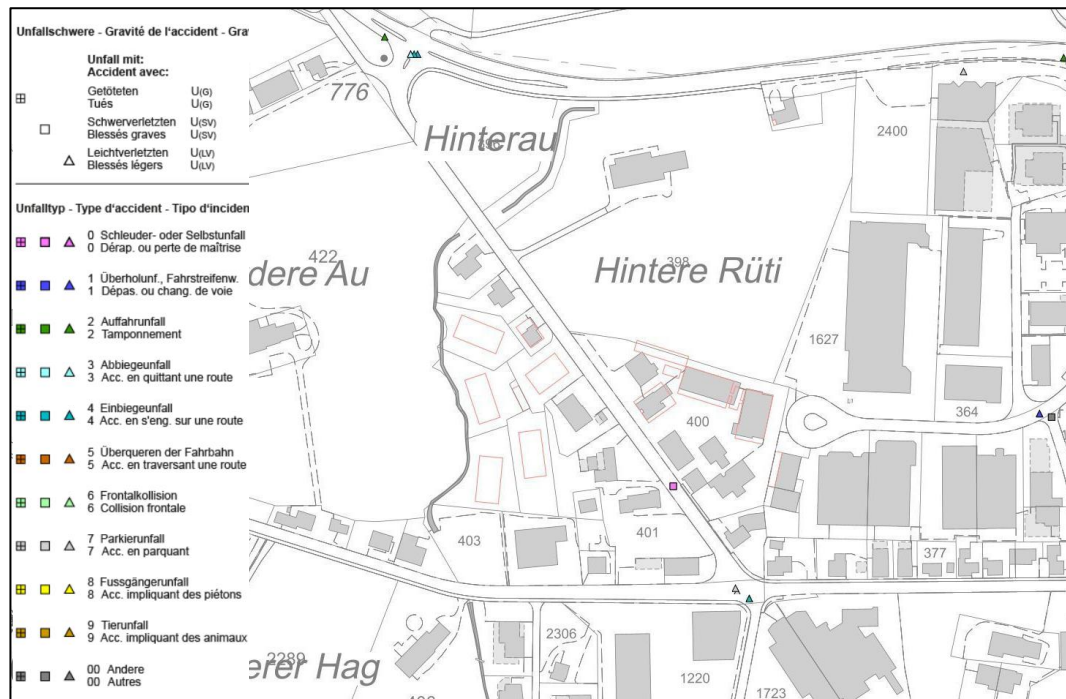 Unfallschwere - Gravité de l'accident - Gra
Unfall mit:
Accident avec:
Getöteten U(G)
Tués U(G)
Schwerverletzten U(SV)
Blessés graves U(SV)
Leichtverletzten U(LV)
Blessés légers U(LV)
Unfalltyp - Type d'accident - Tipo d'inciden
0 Schleuder- oder Selbstunfall
0 Dérap. ou perte de maîtrise
1 Überholunf., Fahrstreifenw.
1 Dépas. ou chang. de voie
2 Auffahrunfall
2 Tamponnement
3 Abbiegeunfall
3 Acc. en quittant une route
4 Einbiegeunfall
4 Acc. en s'eng. sur une route
5 Überqueren der Fahrbahn
5 Acc. en traversant une route
6 Frontalkollision
6 Collision frontale
7 Parkierunfall
7 Acc. en parquant
8 Fussgängerunfall
8 Acc. impliquant des piétons
9 Tierunfall
9 Acc. impliquant des animaux
00 Andere
00 Autres
776
Hinterau
396
2400
422
dere Au
398
Hintere Rüti
1627
364
400
403
401
377
2306
2289
erer Hag
1220
1723